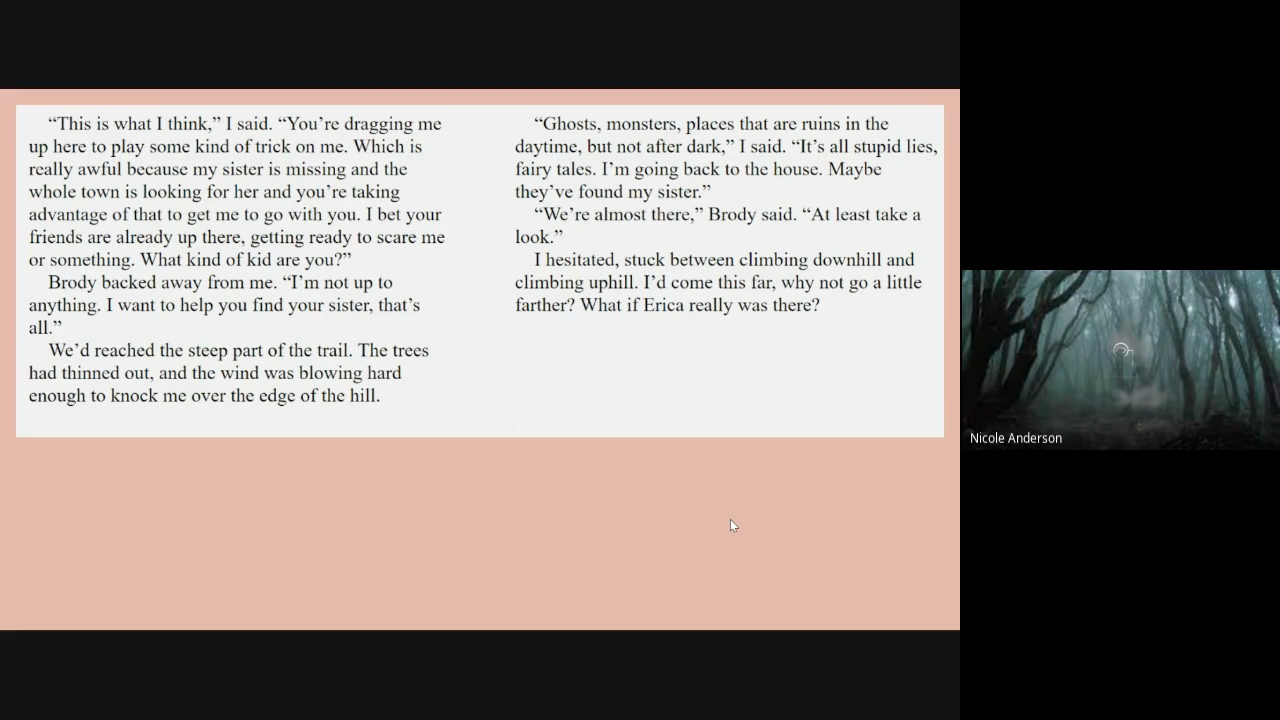 “This is what I think,” I said. “You’re dragging me
up here to play some kind of trick on me. Which is
really awful because my sister is missing and the
whole town is looking for her and you’re taking
advantage of that to get me to go with you. I bet your
friends are already up there, getting ready to scare me
or something. What kind of kid are you?”
Brody backed away from me. “I’m not up to
anything. I want to help you find your sister, that’s
all.”
We’d reached the steep part of the trail. The trees
had thinned out, and the wind was blowing hard
enough to knock me over the edge of the hill.
“Ghosts, monsters, places that are ruins in the
daytime, but not after dark,” I said. “It’s all stupid lies,
fairy tales. I’m going back to the house. Maybe
they’ve found my sister.”
“We’re almost there,” Brody said. “At least take a
look.”
I hesitated, stuck between climbing downhill and
climbing uphill. I’d come this far, why not go a little
farther? What if Erica really was there?
Nicole Anderson